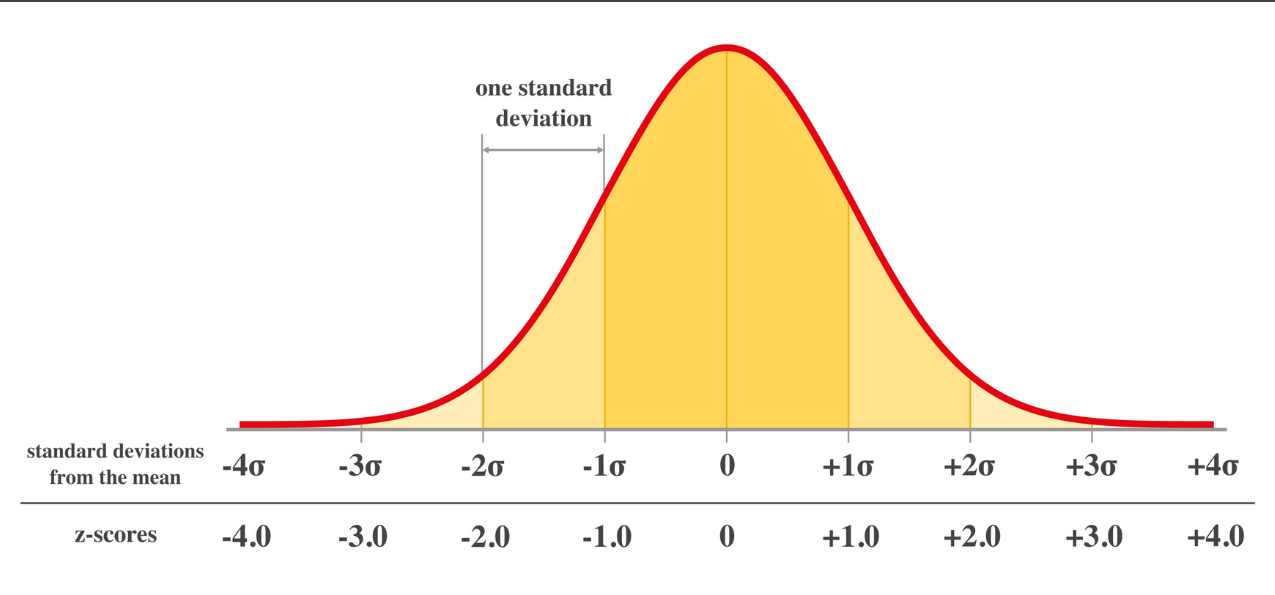 one standard
deviation
standard deviations
from the mean
-4σ -3σ -2σ -1σ 0 +1σ +2σ +3σ +4σ
z-scores -4.0 -3.0 -2.0 -1.0 0 +1.0 +2.0 +3.0 +4.0